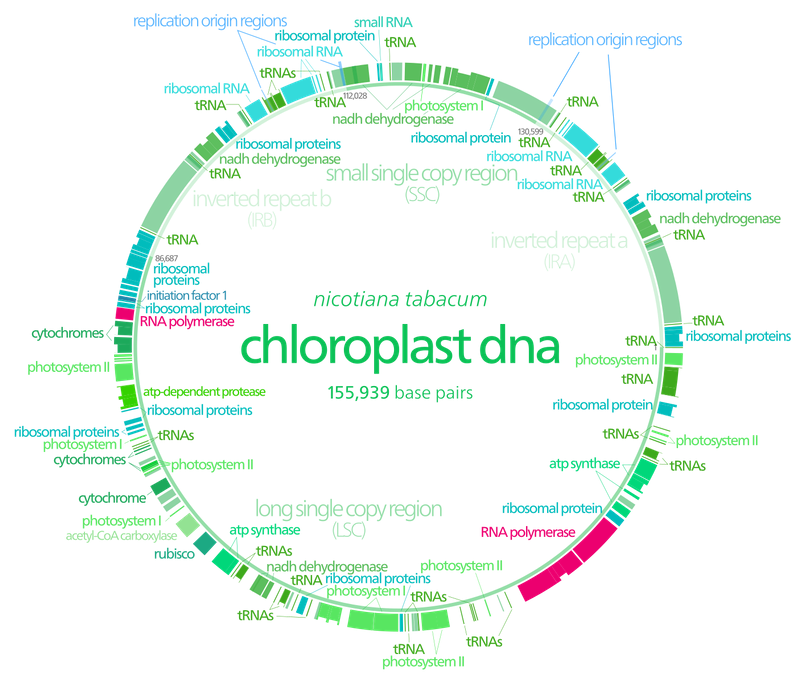 replication origin regions
small RNA
ribosomal protein
tRNA
replication origin regions
ribosomal RNA
tRNAs
ribosomal RNA
tRNA
tRNA
112,028
photosystem I
nadh dehydrogenase
ribosomal protein
130,599
tRNA
tRNA
ribosomal RNA
tRNA
ribosomal RNA
tRNA
ribosomal proteins
nadh dehydrogenase
tRNA
small single copy region
(SSC)
inverted repeat b
(IRB)
ribosomal proteins
nadh dehydrogenase
tRNA
inverted repeat a
(IRA)
tRNA
86,687
ribosomal
proteins
initiation factor 1
ribosomal proteins
RNA polymerase
cytochromes
photosystem II
atp-dependent protease
ribosomal proteins
nicotiana tabacum
chloroplast dna
155,939 base pairs
tRNA
ribosomal proteins
tRNA
photosystem II
tRNA
ribosomal protein
ribosomal proteins
tRNAs
photosystem I
cytochromes
photosystem II
tRNAs
photosystem II
tRNAs
atp synthase
cytochrome
photosystem I
acetyl-CoA carboxylase
rubisco
long single copy region
(LSC)
ribosomal protein
RNA polymerase
atp synthase
tRNAs
nadh dehydrogenase
tRNA
ribosomal proteins
photosystem II
photosystem I
tRNA
tRNAs
tRNA
tRNAs
photosystem II